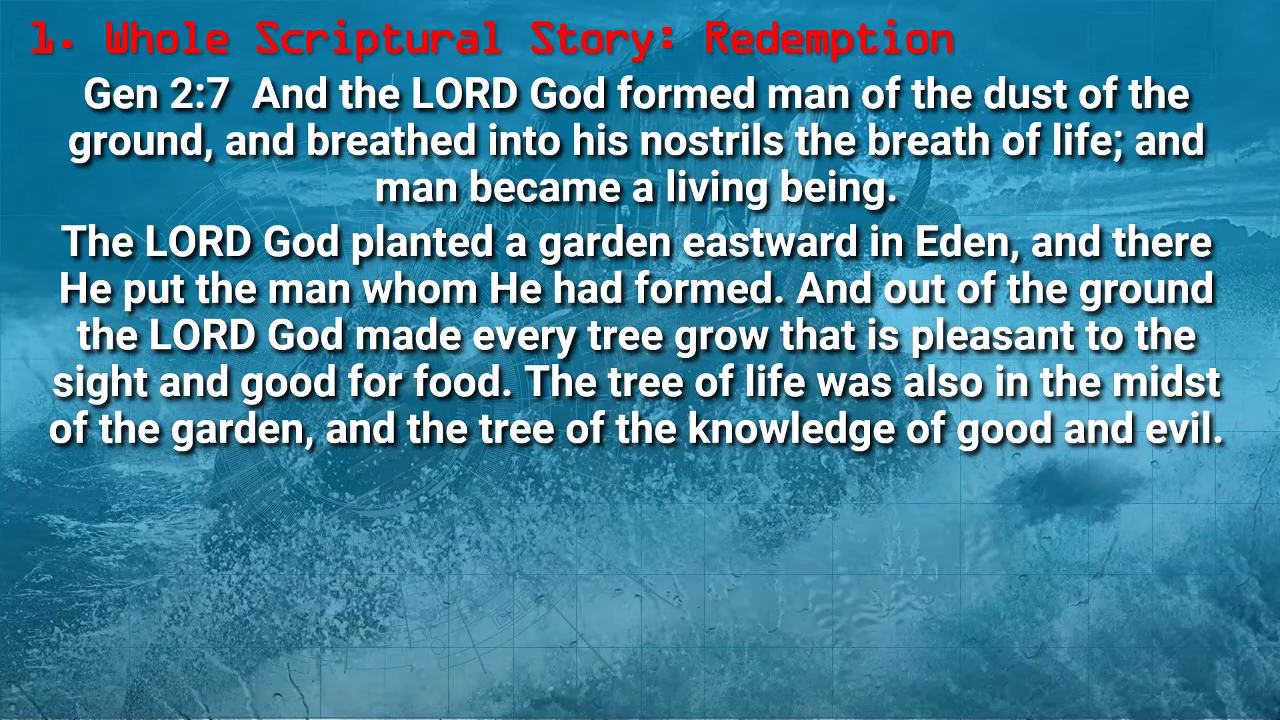 1. Whole Scriptural Story: Redemption
Gen 2:7  And the LORD God formed man of the dust of the
ground, and breathed into his nostrils the breath of life; and
man became a living being.
The LORD God planted a garden eastward in Eden, and there
He put the man whom He had formed. And out of the ground
the LORD God made every tree grow that is pleasant to the
sight and good for food. The tree of life was also in the midst
of the garden, and the tree of the knowledge of good and evil.